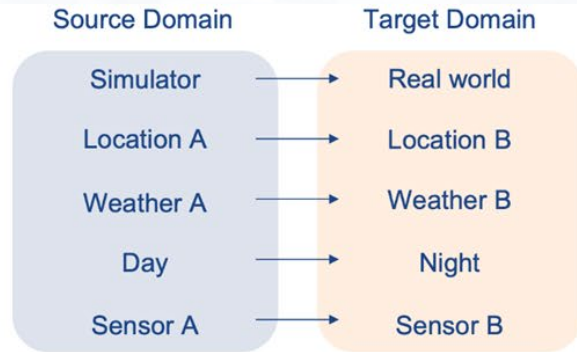 Source Domain Target Domain
Simulator Real world
Location A Location B
Weather A Weather B
Day Night
Sensor A Sensor B